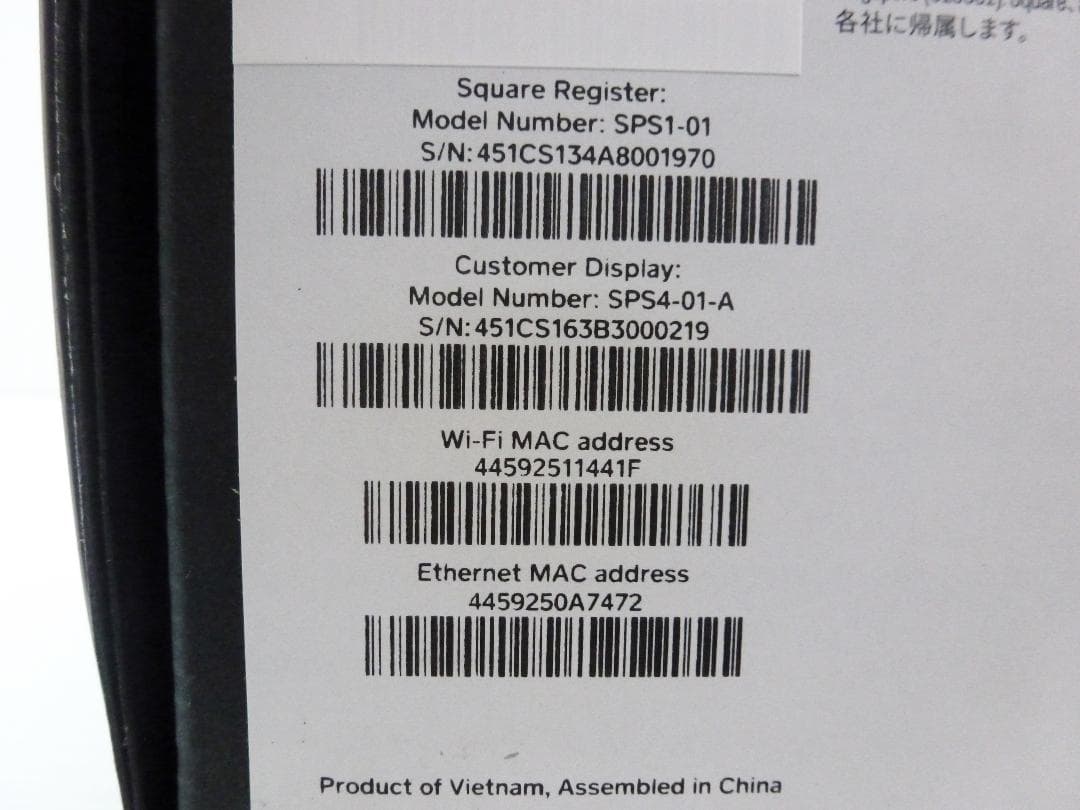 各社に帰属します。
Square Register:
Model Number: SPS1-01
S/N: 451CS134A8001970
Customer Display:
Model Number: SPS4-01-A
S/N: 451CS163B3000219
Wi-Fi MAC address
44592511441F
Ethernet MAC address
4459250A7472
Product of Vietnam, Assembled in China